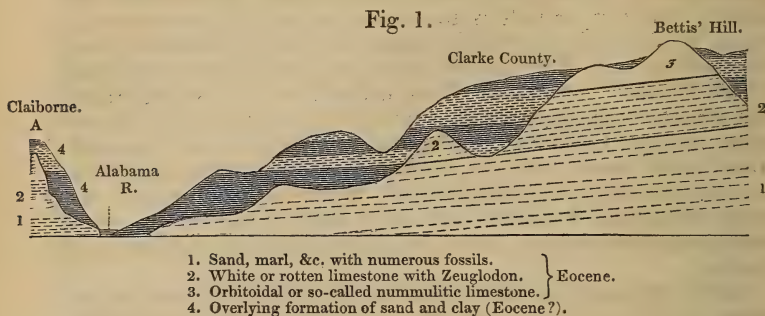 Fig. 1.
Bettis' Hill.
Clarke County.
3
Claiborne.
A
4
2
2
Alabama
R.
4
2
1
1
1. Sand, marl, &c. with numerous fossils.
2. White or rotten limestone with Zeuglodon.
3. Orbitoidal or so-called nummulitic limestone.
} Eocene.
4. Overlying formation of sand and clay (Eocene?).